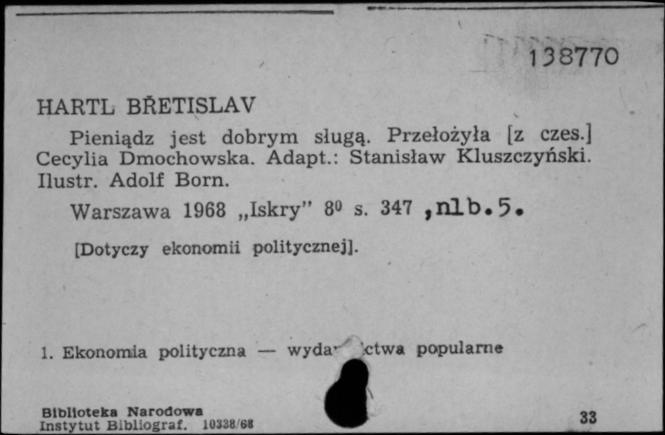 138770
HARTL BŘETISLAV
Pieniądz jest dobrym sługą. Przełożyła [z czes.]
Cecylia Dmochowska. Adapt.: Stanisław Kluszczyński.
Ilustr. Adolf Born.
Warszawa 1968 „Iskry” 8⁰ s. 347 ,nlb.5.
[Dotyczy ekonomii politycznej].
1. Ekonomia polityczna — popularne
Biblioteka Narodowa
Instytut Bibliograf. 10338/68
33